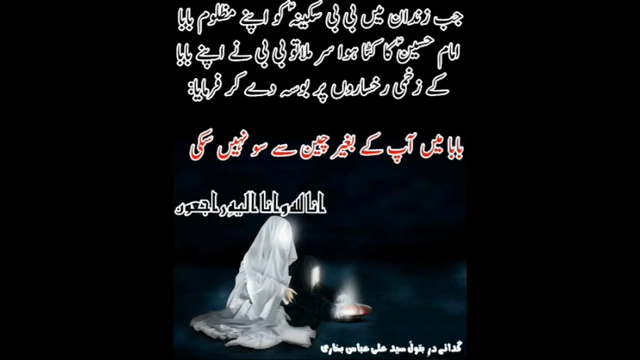 جب زندان میں بی بی سکینہؑ کو اپنے مظلوم بابا
امام حسینؑ کا کٹا ہوا سر ملا تو بی بی نے اپنے بابا
کے زخمی رخساروں پر بوسہ دے کر فرمایا:
بابا میں آپ کے بغیر چین سے سو نہیں سکی
انا للہ و انا الیہ راجعون
گدائے درِ بتولؑ سید علی عباس بخاری